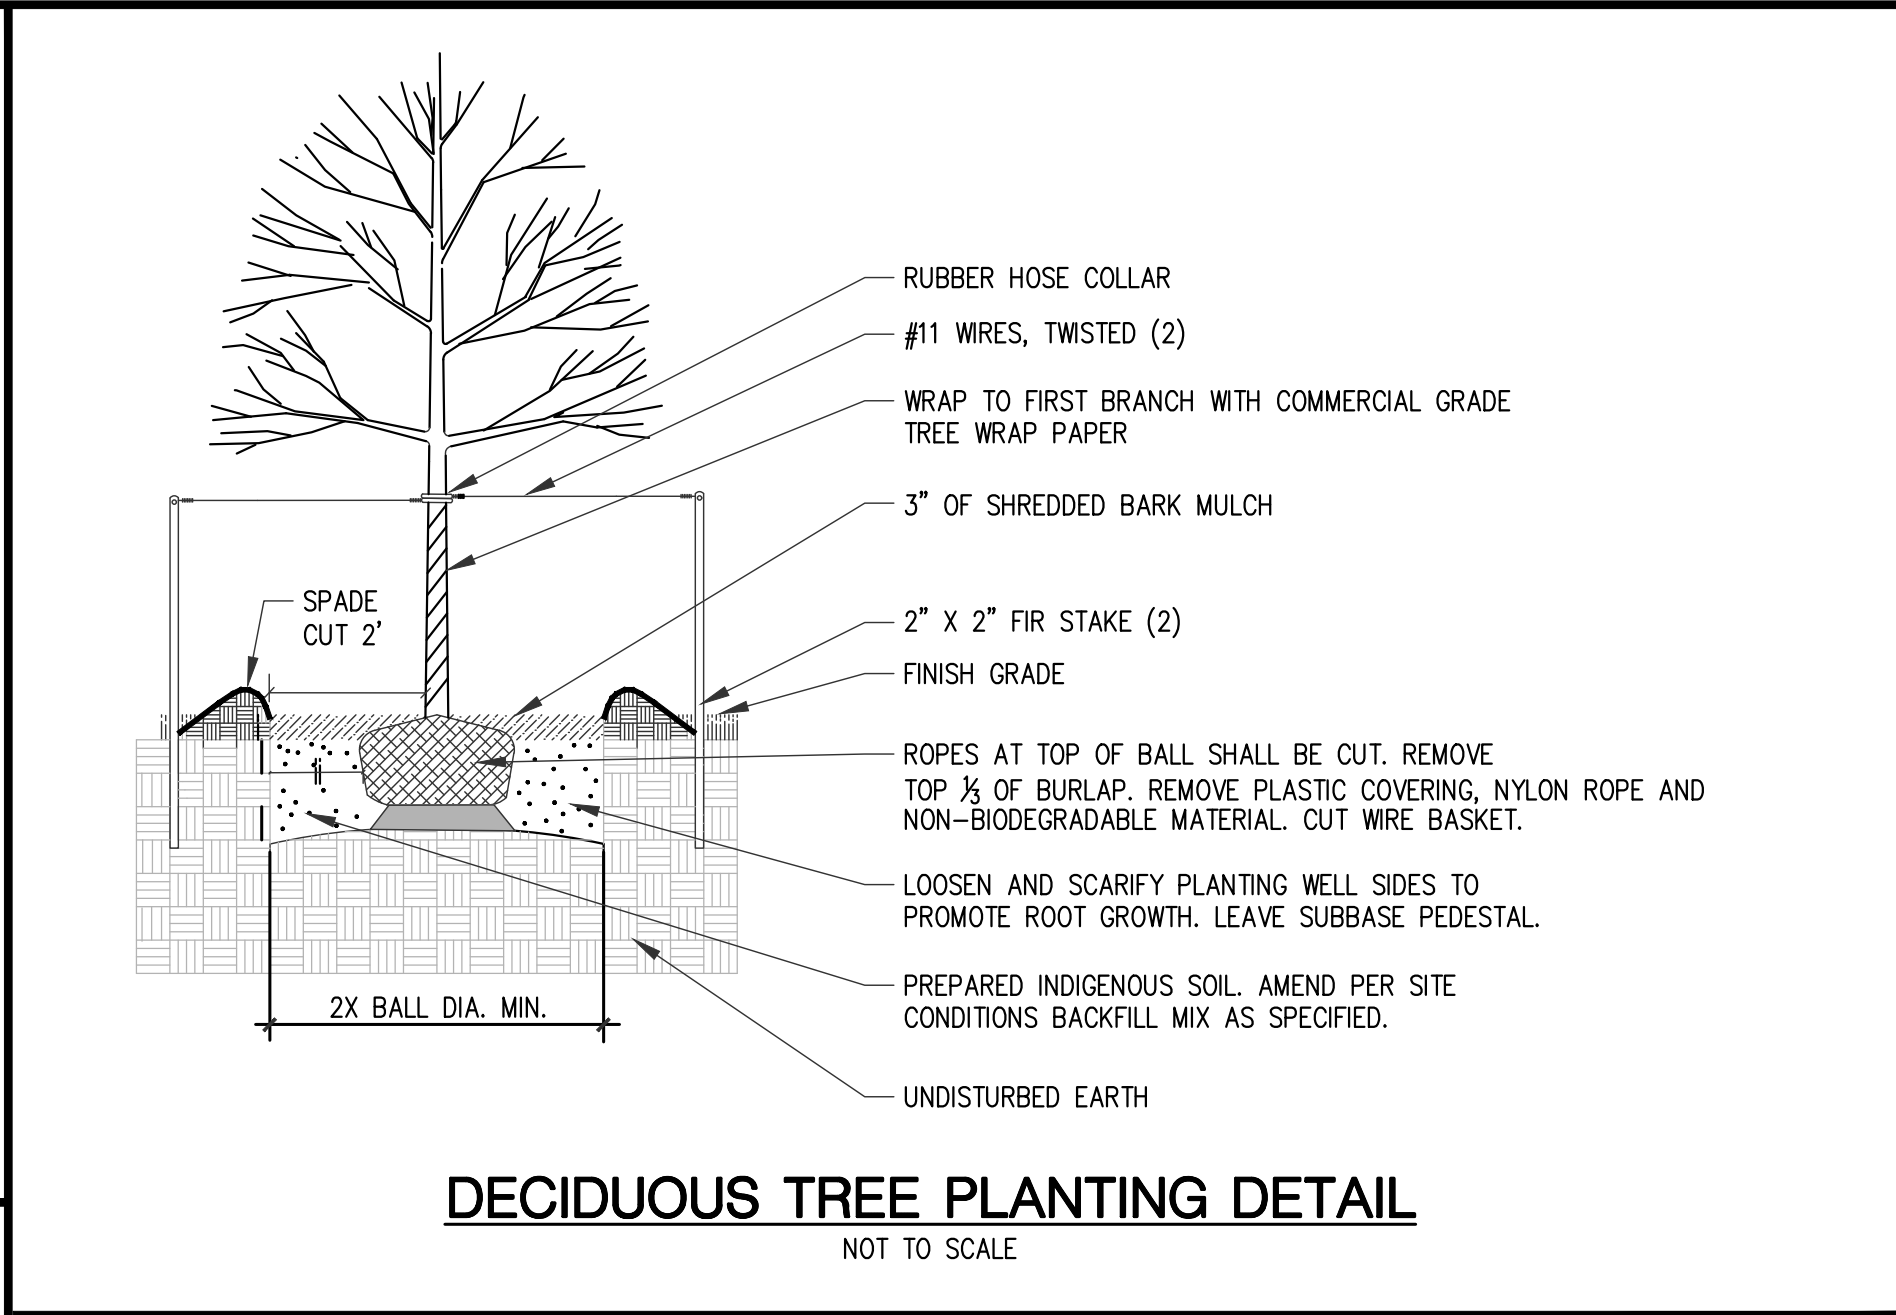 RUBBER HOSE COLLAR
#11 WIRES, TWISTED (2)
WRAP TO FIRST BRANCH WITH COMMERCIAL GRADE
TREE WRAP PAPER
3" OF SHREDDED BARK MULCH
SPADE
CUT 2'
2" X 2" FIR STAKE (2)
FINISH GRADE
ROPES AT TOP OF BALL SHALL BE CUT. REMOVE
TOP ⅓ OF BURLAP. REMOVE PLASTIC COVERING, NYLON ROPE AND
NON-BIODEGRADABLE MATERIAL. CUT WIRE BASKET.
LOOSEN AND SCARIFY PLANTING WELL SIDES TO
PROMOTE ROOT GROWTH. LEAVE SUBBASE PEDESTAL.
PREPARED INDIGENOUS SOIL. AMEND PER SITE
CONDITIONS BACKFILL MIX AS SPECIFIED.
2X BALL DIA. MIN.
UNDISTURBED EARTH
DECIDUOUS TREE PLANTING DETAIL
NOT TO SCALE